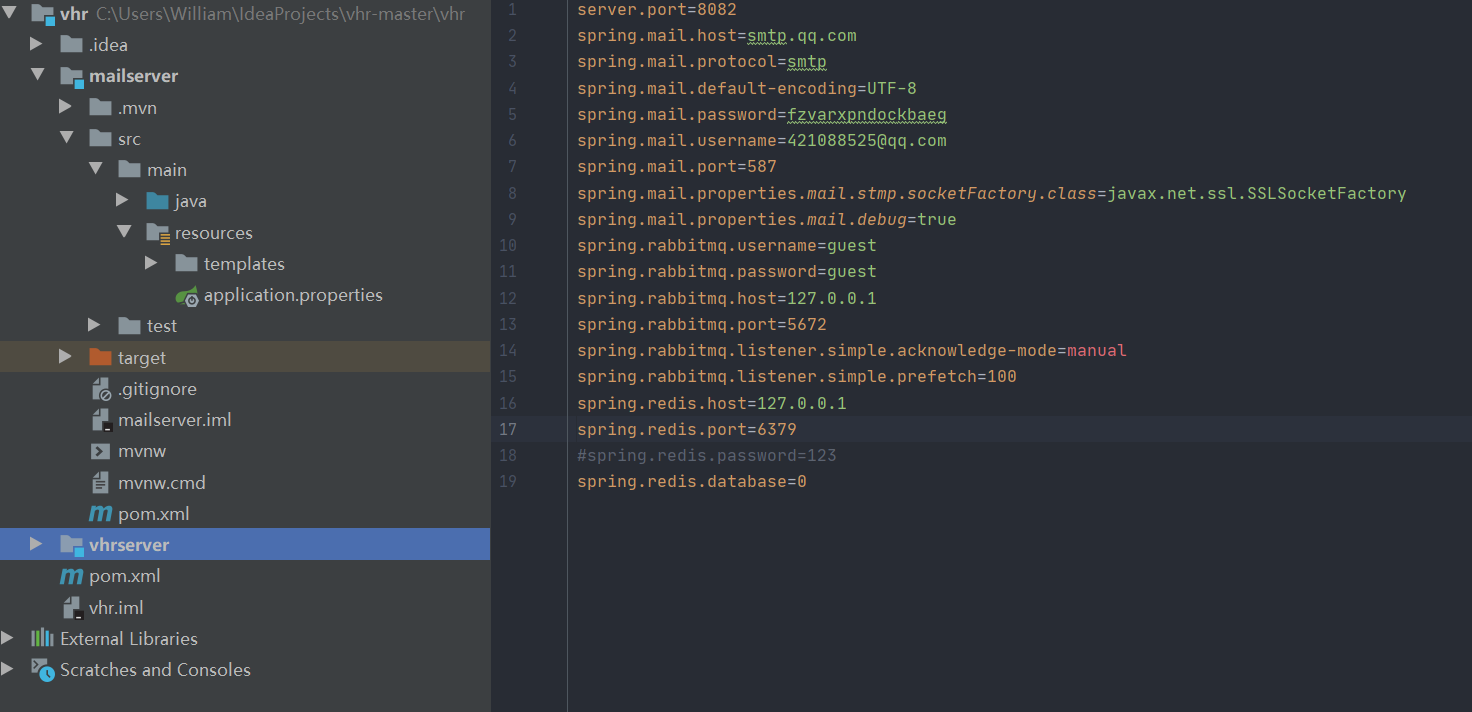 vhr C:\Users\William\IdeaProjects\vhr-master\vhr
.idea
mailserver
.mvn
src
main
java
resources
templates
application.properties
test
target
.gitignore
mailserver.iml
mvnw
mvnw.cmd
pom.xml
vhrserver
pom.xml
vhr.iml
External Libraries
Scratches and Consoles
1 server.port=8082
2 spring.mail.host=smtp.qq.com
3 spring.mail.protocol=smtp
4 spring.mail.default-encoding=UTF-8
5 spring.mail.password=fzvarxpndockbaeg
6 spring.mail.username=421088525@qq.com
7 spring.mail.port=587
8 spring.mail.properties.mail.stmp.socketFactory.class=javax.net.ssl.SSLSocketFactory
9 spring.mail.properties.mail.debug=true
10 spring.rabbitmq.username=guest
11 spring.rabbitmq.password=guest
12 spring.rabbitmq.host=127.0.0.1
13 spring.rabbitmq.port=5672
14 spring.rabbitmq.listener.simple.acknowledge-mode=manual
15 spring.rabbitmq.listener.simple.prefetch=100
16 spring.redis.host=127.0.0.1
17 spring.redis.port=6379
18 #spring.redis.password=123
19 spring.redis.database=0